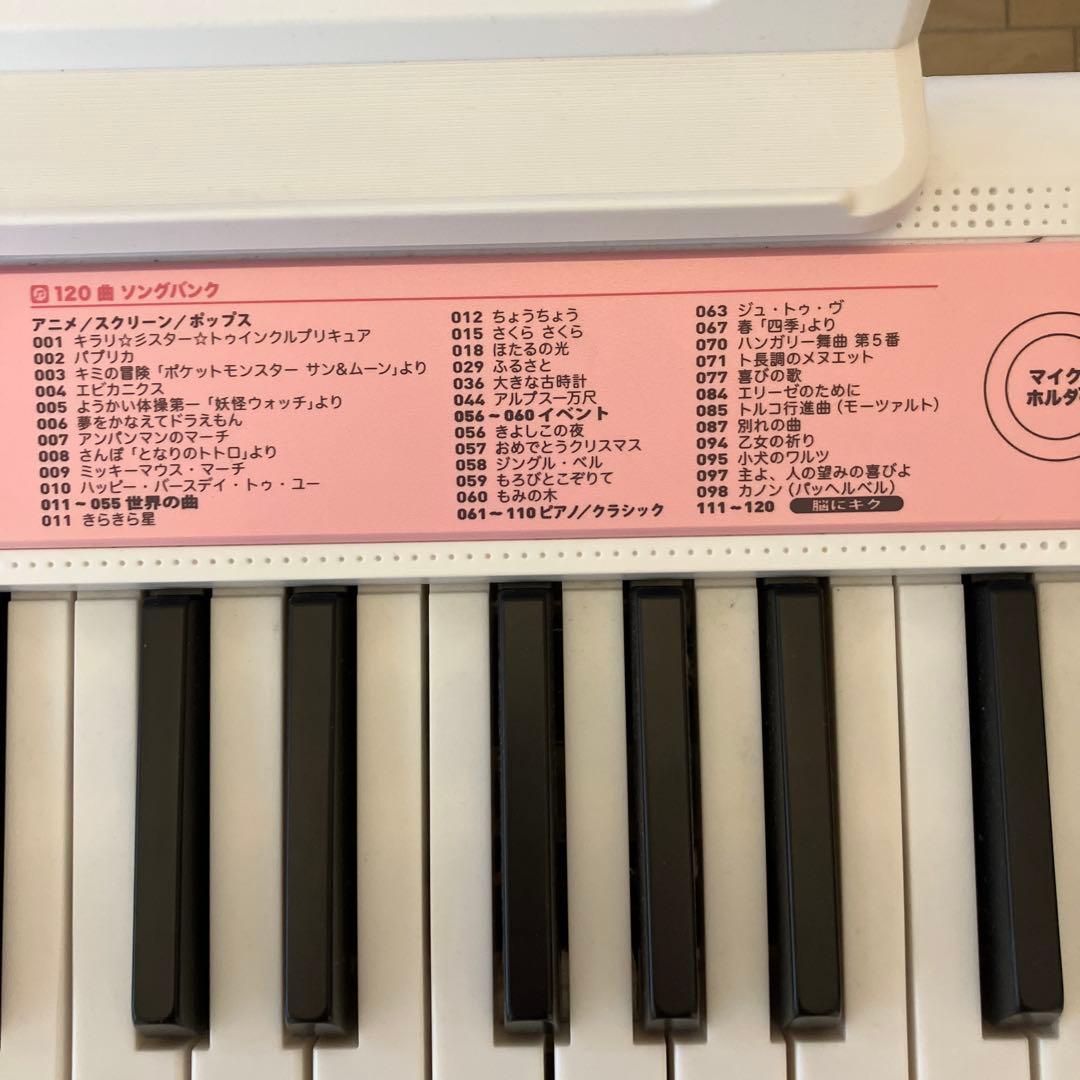 120 曲 ソングバンク
アニメ/スクリーン/ポップス
001 キラリ☆彡スター☆トゥインクルプリキュア
002 パプリカ
003 キミの冒険「ポケットモンスター サン&ムーン」より
004 エビカニクス
005 ようかい体操第一「妖怪ウォッチ」より
006 夢をかなえてドラえもん
007 アンパンマンのマーチ
008 さんぽ「となりのトトロ」より
009 ミッキーマウス・マーチ
010 ハッピー・バースデイ・トゥ・ユー
011～055 世界の曲
011 きらきら星
012 ちょうちょう
015 さくら さくら
018 ほたるの光
029 ふるさと
036 大きな古時計
044 アルプス一万尺
056～060 イベント
056 きよしこの夜
057 おめでとうクリスマス
058 ジングル・ベル
059 もろびとこぞりて
060 もみの木
061～110 ピアノ/クラシック
063 ジュ・トゥ・ヴ
067 春「四季」より
070 ハンガリー舞曲 第5番
071 ト長調のメヌエット
077 喜びの歌
084 エリーゼのために
085 トルコ行進曲 (モーツァルト)
087 別れの曲
094 乙女の祈り
095 小犬のワルツ
097 主よ、人の望みの喜びよ
098 カノン (パッヘルベル)
111～120 脳にキク
マイク
ホルダ